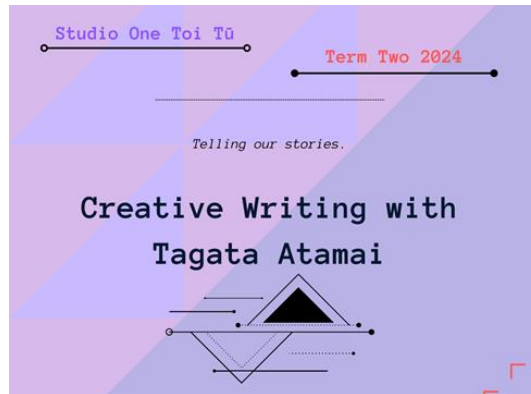 Studio One Toi Tū
Term Two 2024
Telling our stories.
Creative Writing with
Tagata Atamai